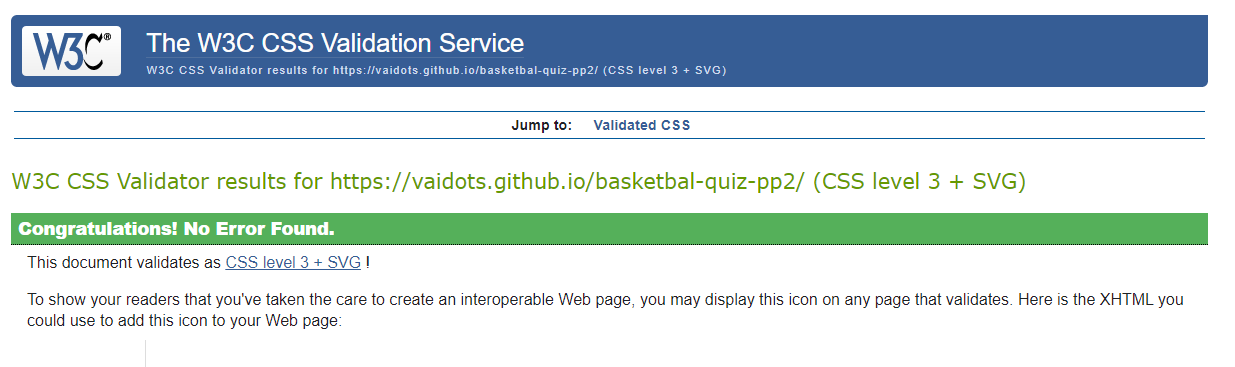 W3C®
The W3C CSS Validation Service
W3C CSS Validator results for https://vaidots.github.io/basketbal-quiz-pp2/ (CSS level 3 + SVG)
Jump to: Validated CSS
W3C CSS Validator results for https://vaidots.github.io/basketbal-quiz-pp2/ (CSS level 3 + SVG)
Congratulations! No Error Found.
This document validates as CSS level 3 + SVG !
To show your readers that you've taken the care to create an interoperable Web page, you may display this icon on any page that validates. Here is the XHTML you
could use to add this icon to your Web page: